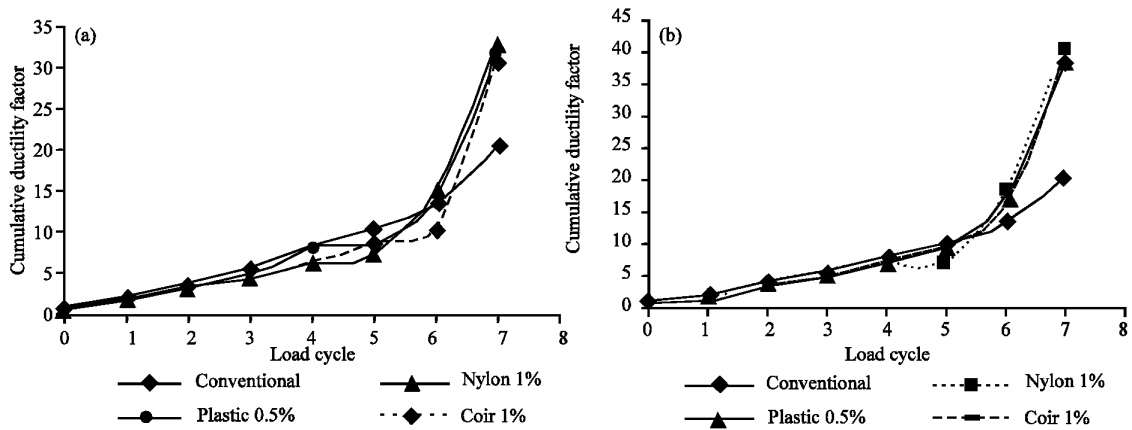 (a)
Cumulative ductility factor
35
30
25
20
15
10
5
0
0 1 2 3 4 5 6 7 8
Load cycle
Conventional
Nylon 1%
Plastic 0.5%
Coir 1%
(b)
Cumulative ductility factor
45
40
35
30
25
20
15
10
5
0
0 1 2 3 4 5 6 7 8
Load cycle
Conventional
Nylon 1%
Plastic 0.5%
Coir 1%